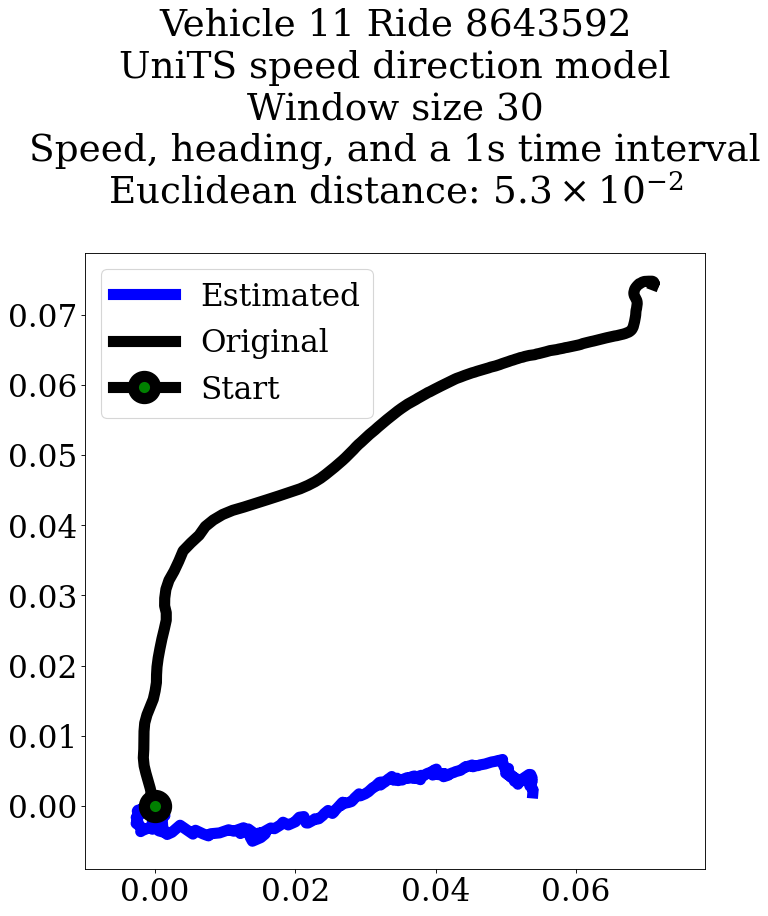 Vehicle 11 Ride 8643592
UniTS speed direction model
Window size 30
Speed, heading, and a 1s time interval
Euclidean distance: 5.3 × 10⁻²
Estimated
Original
Start
0.07
0.06
0.05
0.04
0.03
0.02
0.01
0.00
0.00 0.02 0.04 0.06